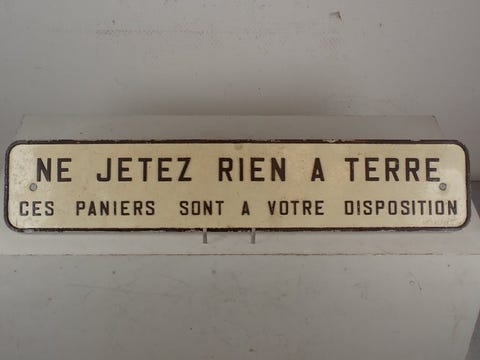 NE JETEZ RIEN A TERRE
CES PANIERS SONT A VOTRE DISPOSITION